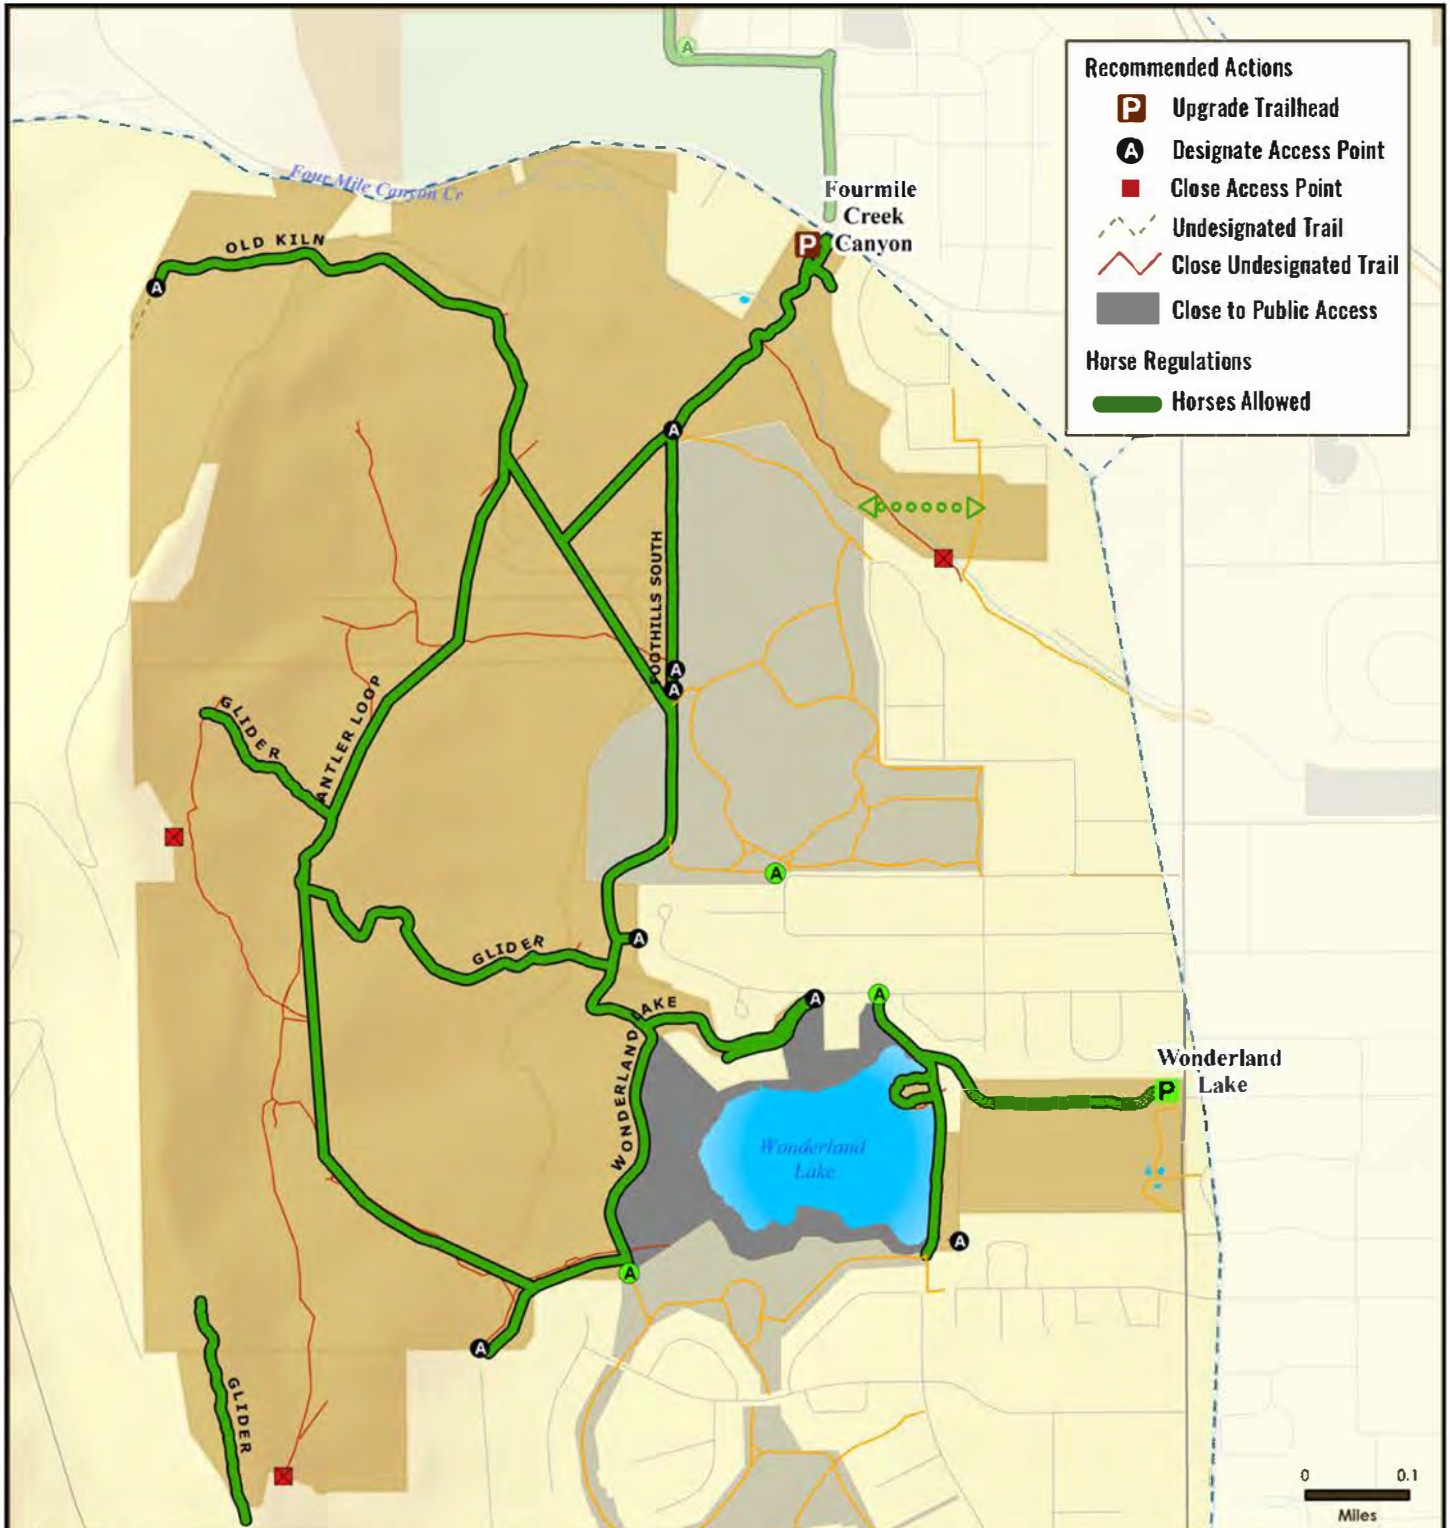 A
Recommended Actions
P Upgrade Trailhead
A Designate Access Point
Close Access Point
Undesignated Trail
Close Undesignated Trail
Close to Public Access
Horse Regulations
Horses Allowed
Four Mile Canyon Cr
Fourmile
Creek
Canyon
P
OLD KILN
A
A
FOOTHILLS SOUTH
A
A
GLIDER
ANTLER LOOP
A
A
GLIDER
WONDERLAND LAKE
A
A
Wonderland
Lake
P
Wonderland
Lake
A
A
A
GLIDER
0 0.1
Miles